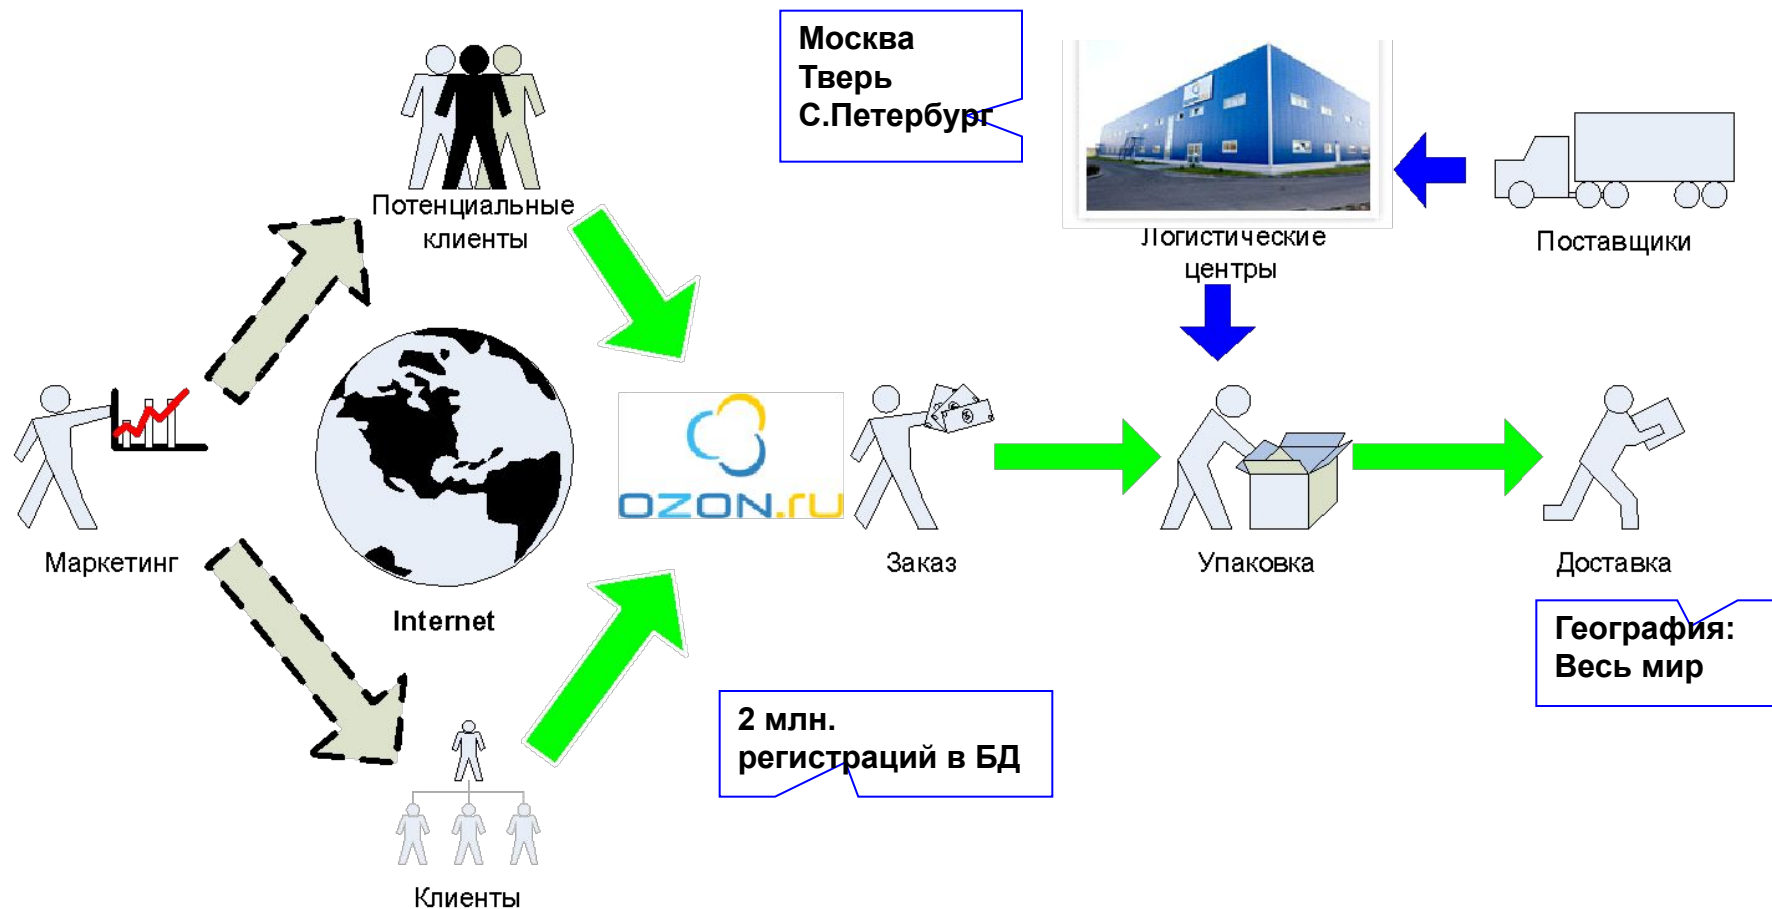 Москва
Тверь
С.Петербург
Потенциальные
клиенты
Логистические
центры
Поставщики
OZON.ru
Маркетинг
Internet
Заказ
Упаковка
Доставка
География:
Весь мир
2 млн.
регистраций в БД
Клиенты